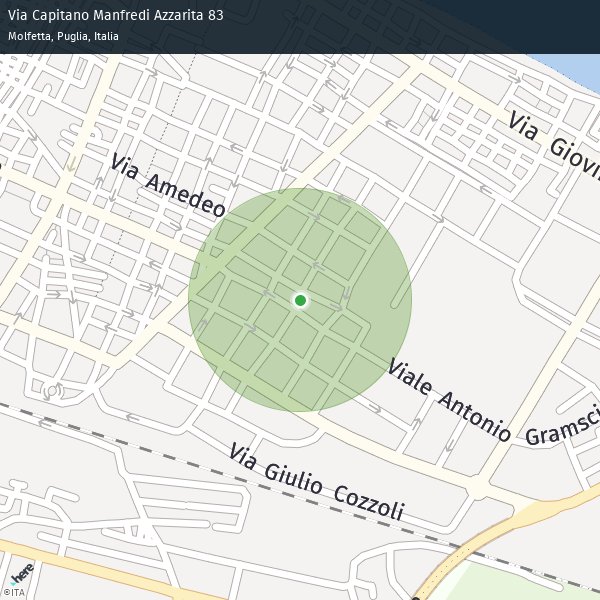 Via Capitano Manfredi Azzarita 83
Molfetta, Puglia, Italia
Via Giovin
Via Amedeo
Viale Antonio Gramsci
Via Giulio Cozzoli
here
©ITA